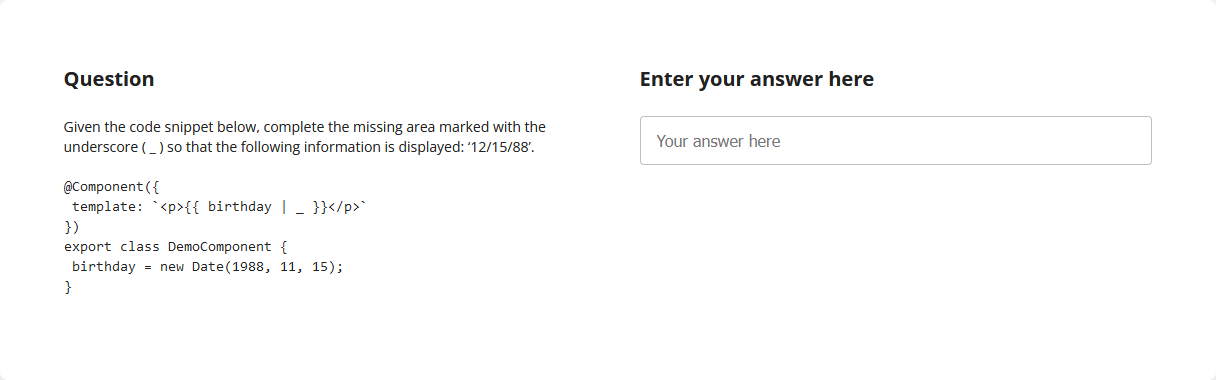 Question
Enter your answer here
Given the code snippet below, complete the missing area marked with the
underscore ( _ ) so that the following information is displayed: ‘12/15/88’.
Your answer here
@Component({
 template: `<p>{{ birthday | _ }}</p>`
})
export class DemoComponent {
 birthday = new Date(1988, 11, 15);
}